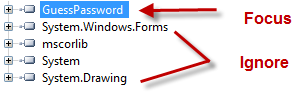 GuessPassword
System.Windows.Forms
mscorlib
System
System.Drawing
Focus
Ignore